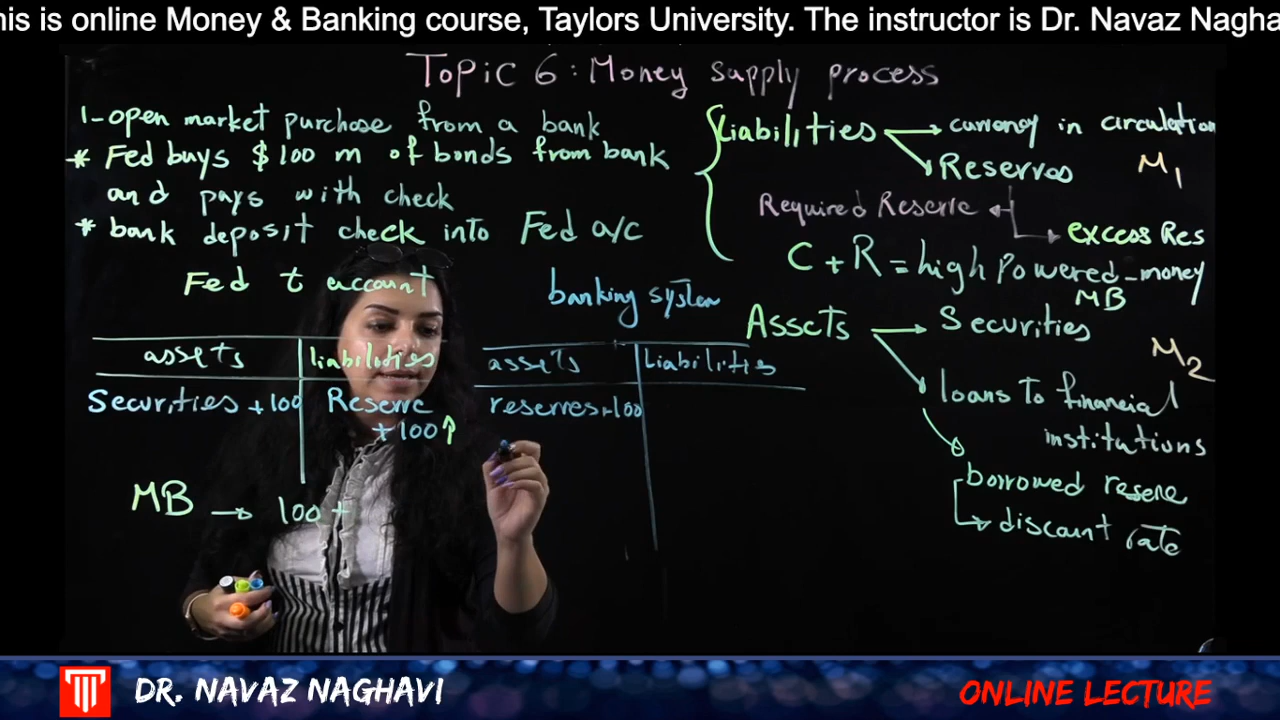 his is online Money & Banking course, Taylors University. The instructor is Dr. Navaz Nagha
Topic 6: Money supply process
1-open market purchase from a bank
* Fed buys $100 m of bonds from bank
and pays with check
* bank deposit check into Fed a/c
Fed t account
assets liabilities
Securities +100 Reserve
+100↑
MB → 100 +
banking system
assets Liabilities
reserves+100
Liabilities → currency in circulation
Reserves M1
Required Reserve
excess Res
C + R = high Powered-money
MB
Assets → Securities
M2
loans to financial
institutions
borrowed resere
discount rate
DR. NAVAZ NAGHAVI
ONLINE LECTURE